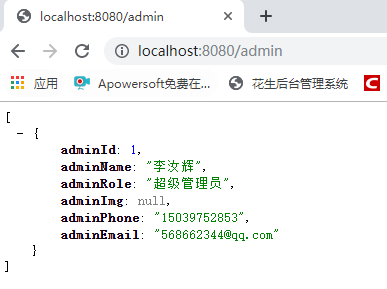 localhost:8080/admin
localhost:8080/admin
应用 Apowersoft免费在... 花生后台管理系统 C
[
- {
adminId: 1,
adminName: "李汝辉",
adminRole: "超级管理员",
adminImg: null,
adminPhone: "15039752853",
adminEmail: "568662344@qq.com"
}
]